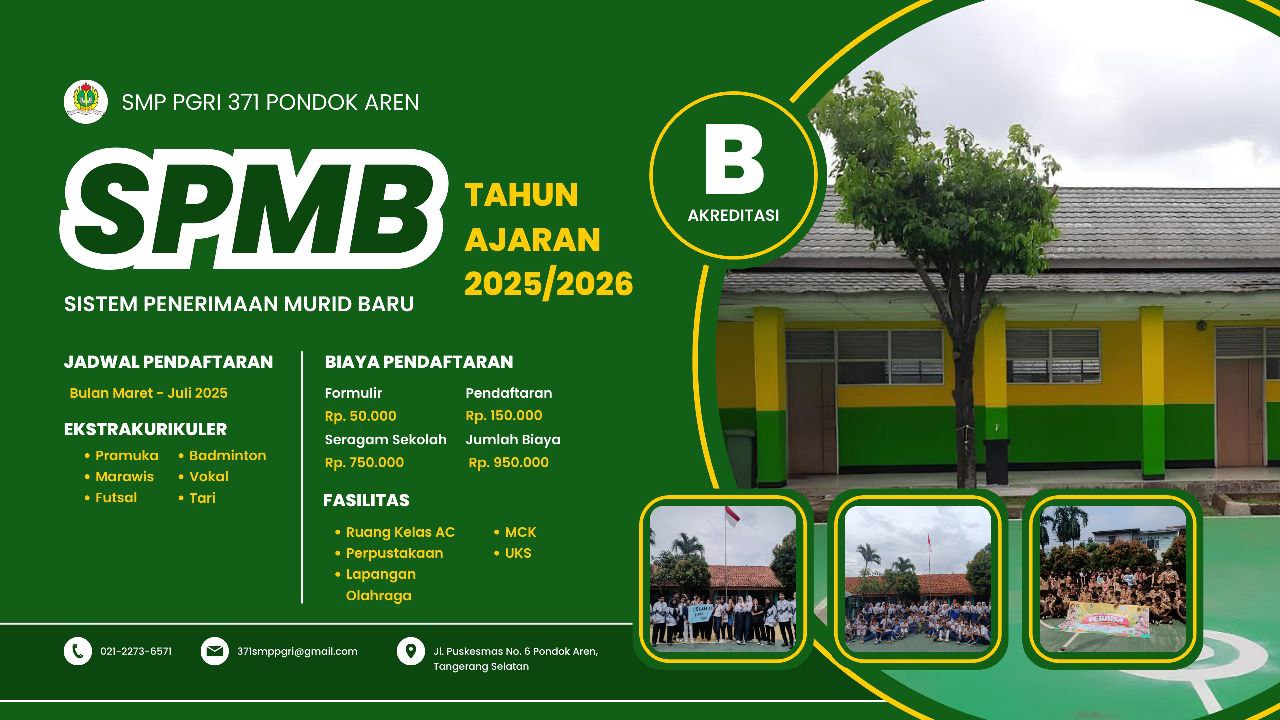 SMP PGRI 371 PONDOK AREN
SPMB
TAHUN
AJARAN
2025/2026
SISTEM PENERIMAAN MURID BARU
B
AKREDITASI
JADWAL PENDAFTARAN
Bulan Maret - Juli 2025
EKSTRAKURIKULER
• Pramuka
• Marawis
• Futsal
• Badminton
• Vokal
• Tari
BIAYA PENDAFTARAN
Formulir
Rp. 50.000
Pendaftaran
Rp. 150.000
Seragam Sekolah
Rp. 750.000
Jumlah Biaya
Rp. 950.000
FASILITAS
• Ruang Kelas AC
• Perpustakaan
• Lapangan
Olahraga
• MCK
• UKS
021-2273-6571
371smppgri@gmail.com
Jl. Puskesmas No. 6 Pondok Aren,
Tangerang Selatan
PERJUSA